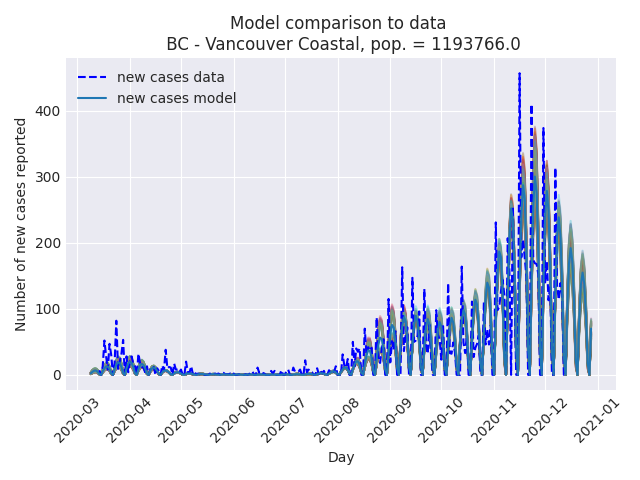 Model comparison to data
BC - Vancouver Coastal, pop. = 1193766.0
new cases data
new cases model
Number of new cases reported
400
300
200
100
0
2020-03
2020-04
2020-05
2020-06
2020-07
2020-08
2020-09
2020-10
2020-11
2020-12
2021-01
Day